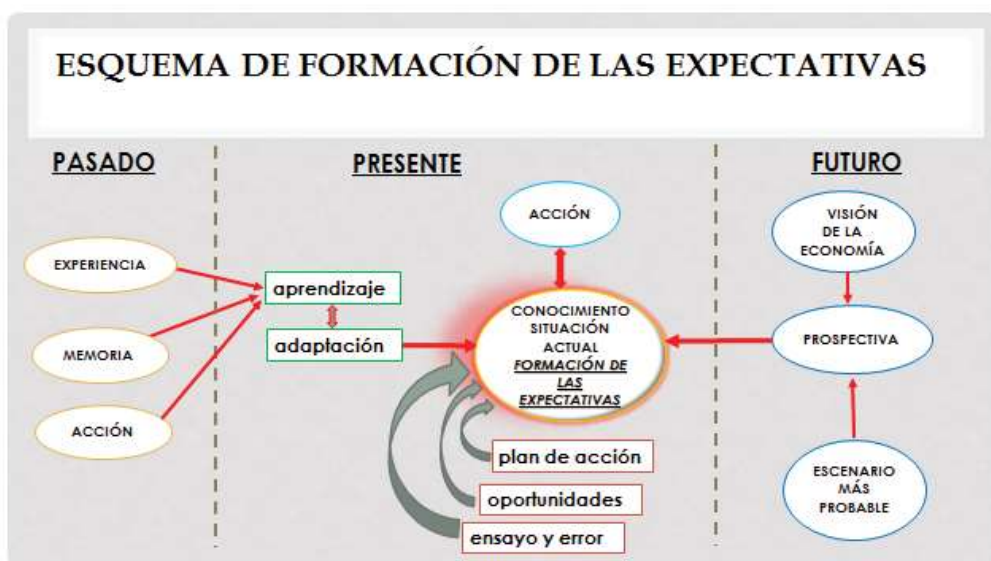 ESQUEMA DE FORMACIÓN DE LAS EXPECTATIVAS
PASADO
PRESENTE
FUTURO
EXPERIENCIA
MEMORIA
ACCIÓN
aprendizaje
adaptación
ACCIÓN
CONOCIMIENTO
SITUACIÓN
ACTUAL
FORMACIÓN DE
LAS
EXPECTATIVAS
plan de acción
oportunidades
ensayo y error
VISIÓN
DE LA
ECONOMÍA
PROSPECTIVA
ESCENARIO
MÁS
PROBABLE